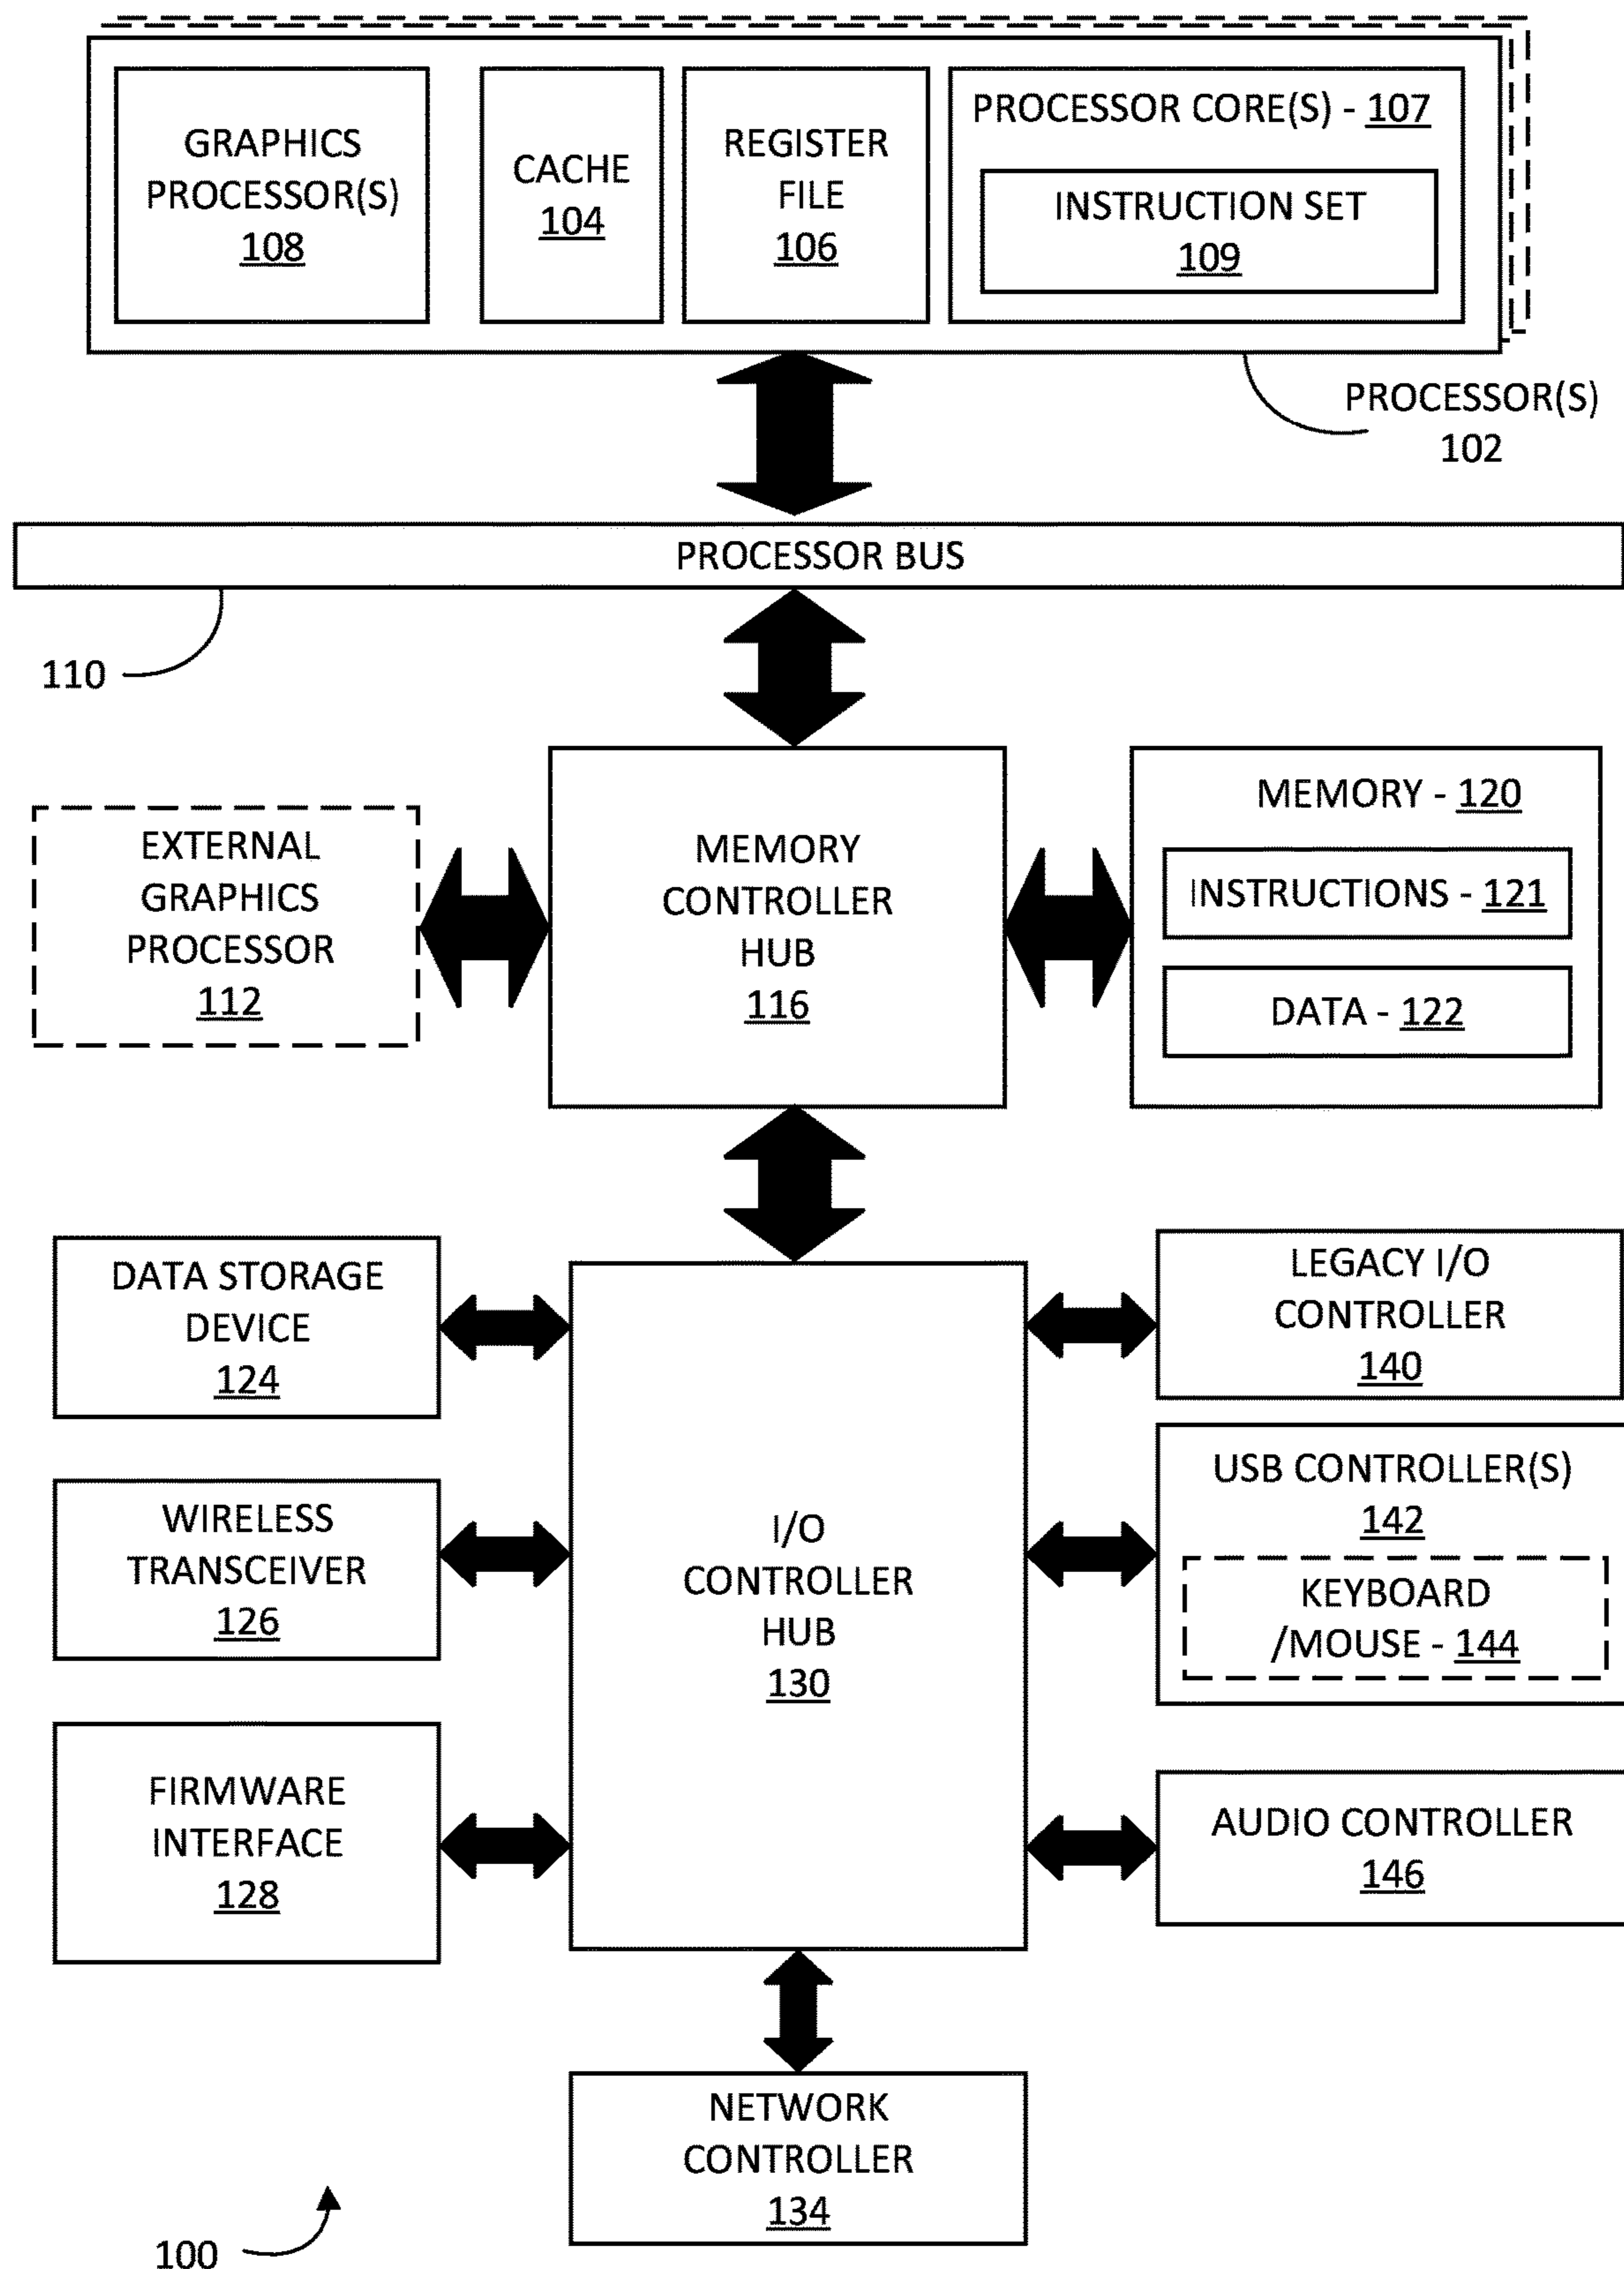 GRAPHICS
PROCESSOR(S)
108
CACHE
104
REGISTER
FILE
106
PROCESSOR CORE(S) - 107
INSTRUCTION SET
109
PROCESSOR(S)
102
PROCESSOR BUS
110
EXTERNAL
GRAPHICS
PROCESSOR
112
MEMORY
CONTROLLER
HUB
116
MEMORY - 120
INSTRUCTIONS - 121
DATA - 122
DATA STORAGE
DEVICE
124
WIRELESS
TRANSCEIVER
126
FIRMWARE
INTERFACE
128
I/O
CONTROLLER
HUB
130
LEGACY I/O
CONTROLLER
140
USB CONTROLLER(S)
142
KEYBOARD
/MOUSE - 144
AUDIO CONTROLLER
146
NETWORK
CONTROLLER
134
100